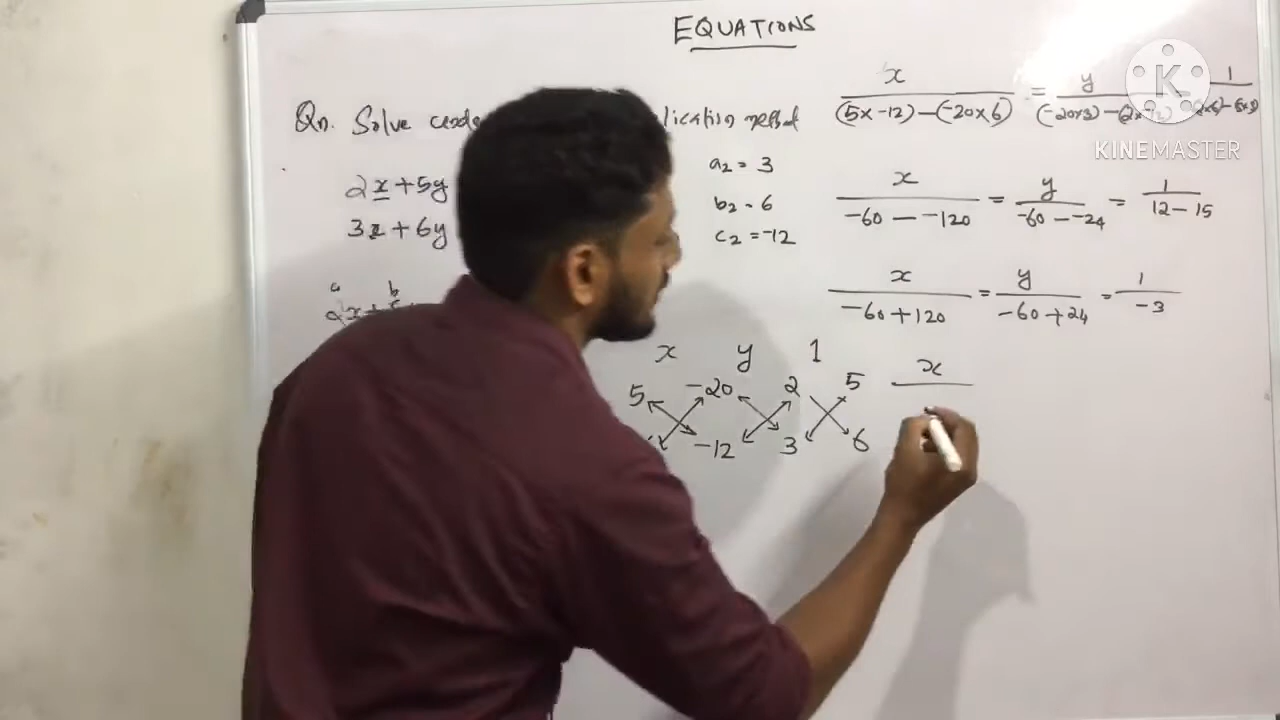 EQUATIONS
Qn. Solve method
2x+5y
3x+6y
a b
a2 = 3
b2 = 6
c2 = -12
x y 1
5 -20 2 5
-12 3 6
x = y 1
(5x -12) - (-20x6) (-20x3) -
x = y = 1
-60 - -120 -60 - -24 12 - 15
x = y = 1
-60 + 120 -60 + 24 -3
x
K
KINEMASTER